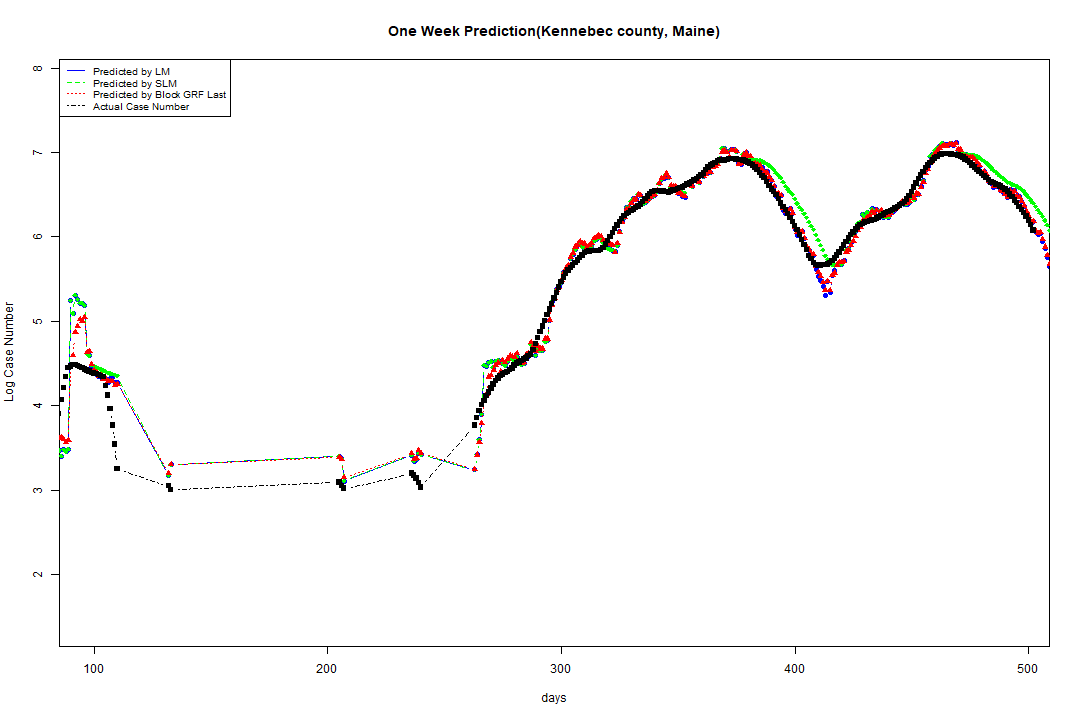 One Week Prediction(Kennebec county, Maine)
Predicted by LM
Predicted by SLM
Predicted by Block GRF Last
Actual Case Number
Log Case Number
8
7
6
5
4
3
2
100 200 300 400 500
days